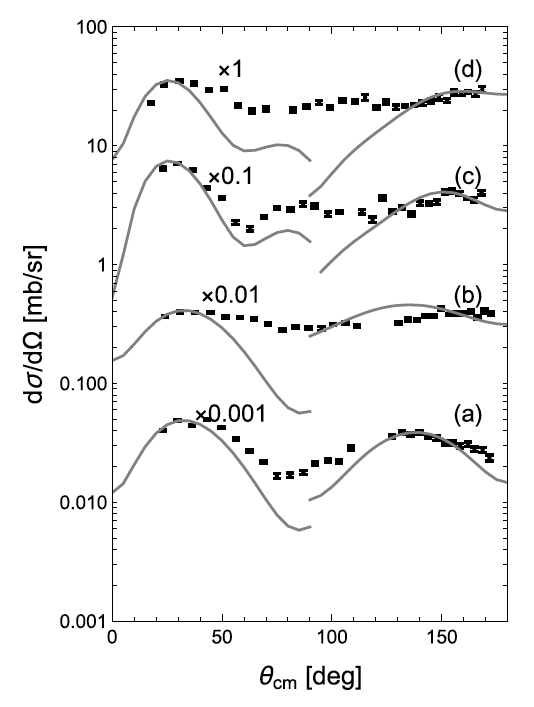 100
×1
(d)
10
×0.1
(c)
1
×0.01
(b)
0.100
×0.001
(a)
0.010
0.001
0 50 100 150
θcm [deg]
dσ/dΩ [mb/sr]